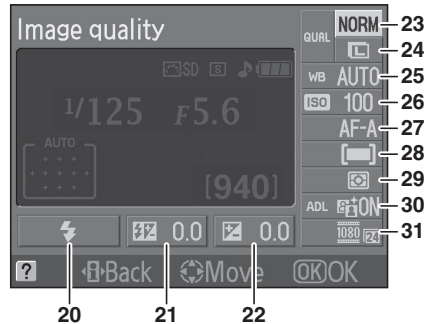 Image quality
QUAL NORM 23
L 24
SD S
WB AUTO 25
ISO 100 26
1/125 F5.6
AF-A 27
AUTO
28
[940] 29
ADL ON 30
0.0 0.0
1080 24 31
? Back Move OK OK
20 21 22